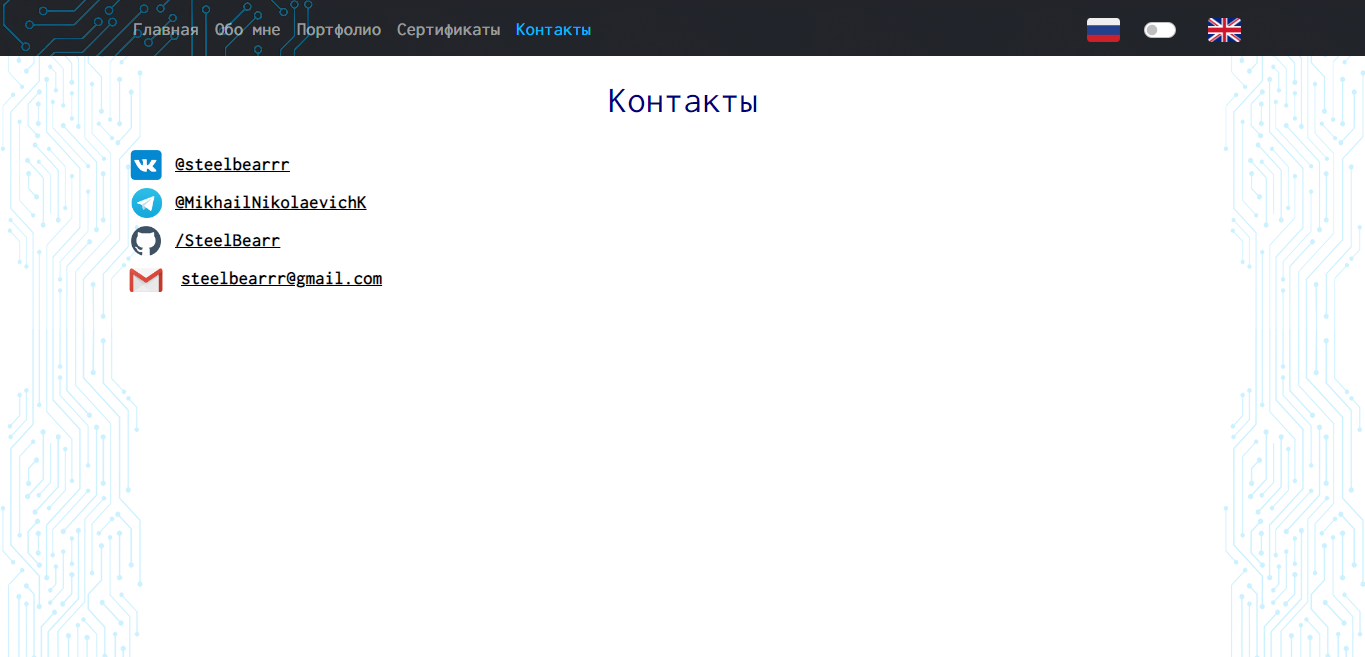 Главная Обо мне Портфолио Сертификаты Контакты
Контакты
@steelbearrr
@MikhailNikolaevichK
/SteelBearr
steelbearrr@gmail.com